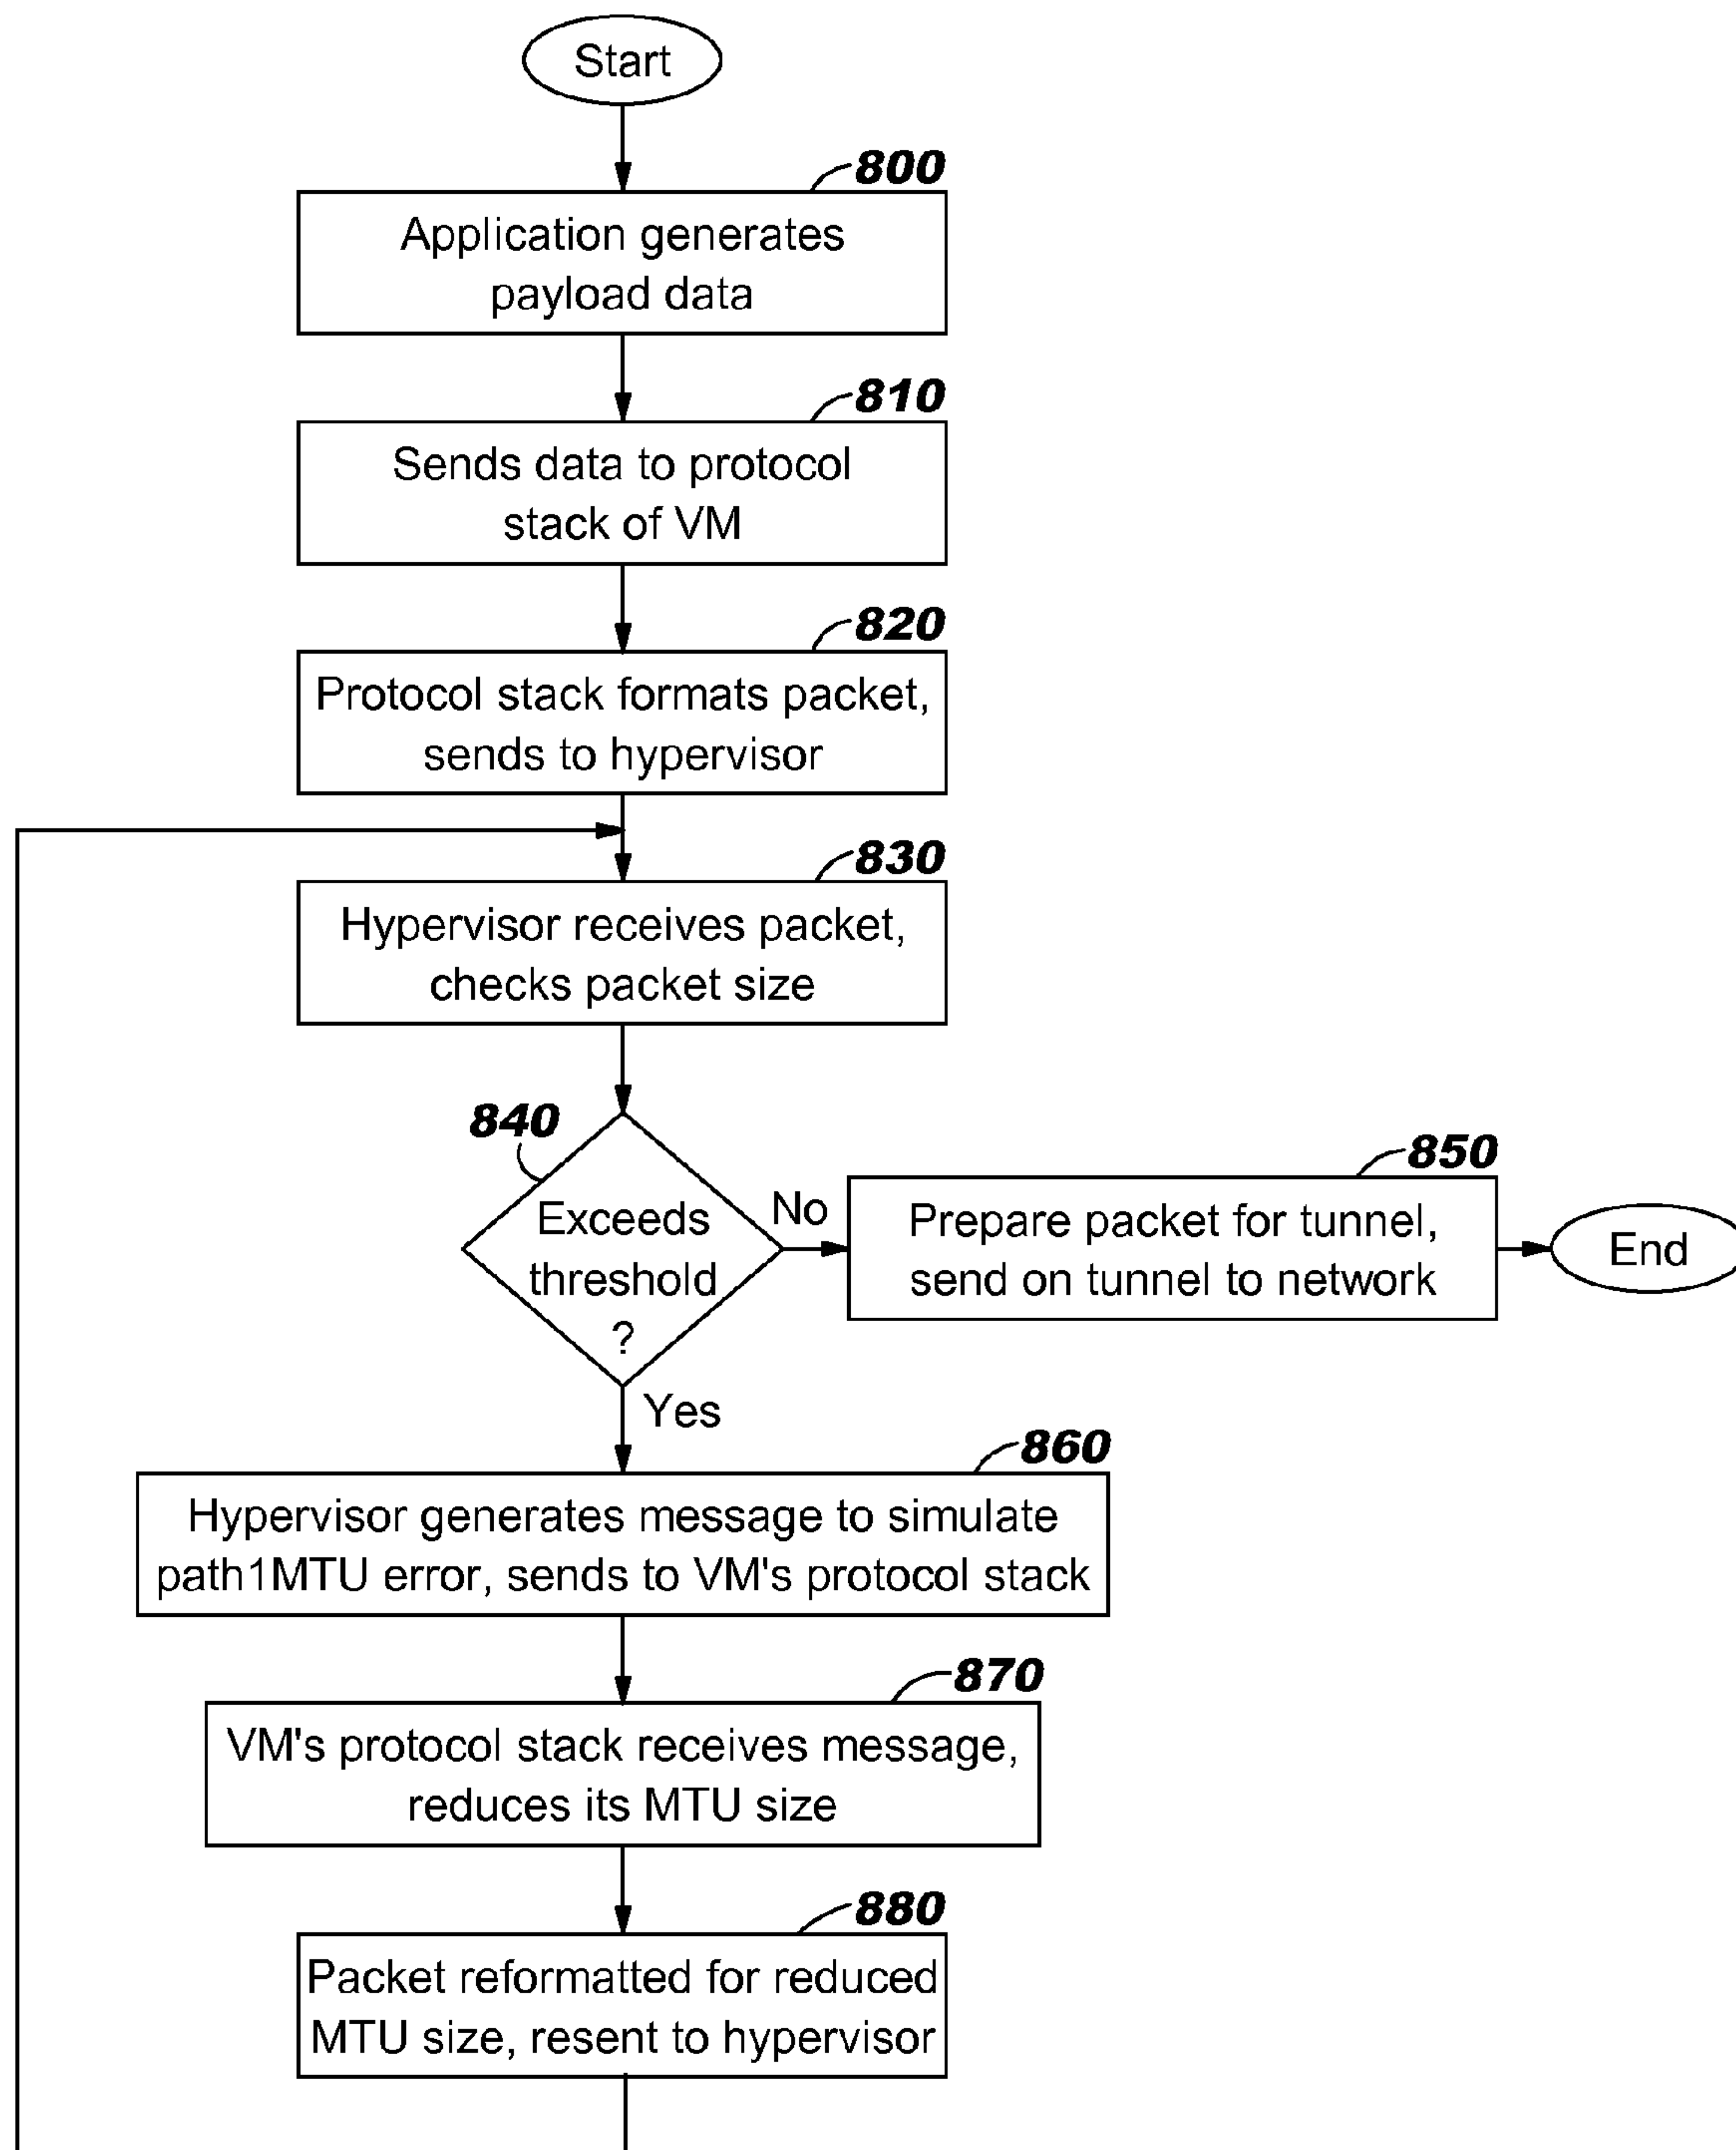 Start
800
Application generates
payload data
810
Sends data to protocol
stack of VM
820
Protocol stack formats packet,
sends to hypervisor
830
Hypervisor receives packet,
checks packet size
840
Exceeds
threshold
?
No
850
Prepare packet for tunnel,
send on tunnel to network
End
Yes
860
Hypervisor generates message to simulate
path1MTU error, sends to VM's protocol stack
870
VM's protocol stack receives message,
reduces its MTU size
880
Packet reformatted for reduced
MTU size, resent to hypervisor